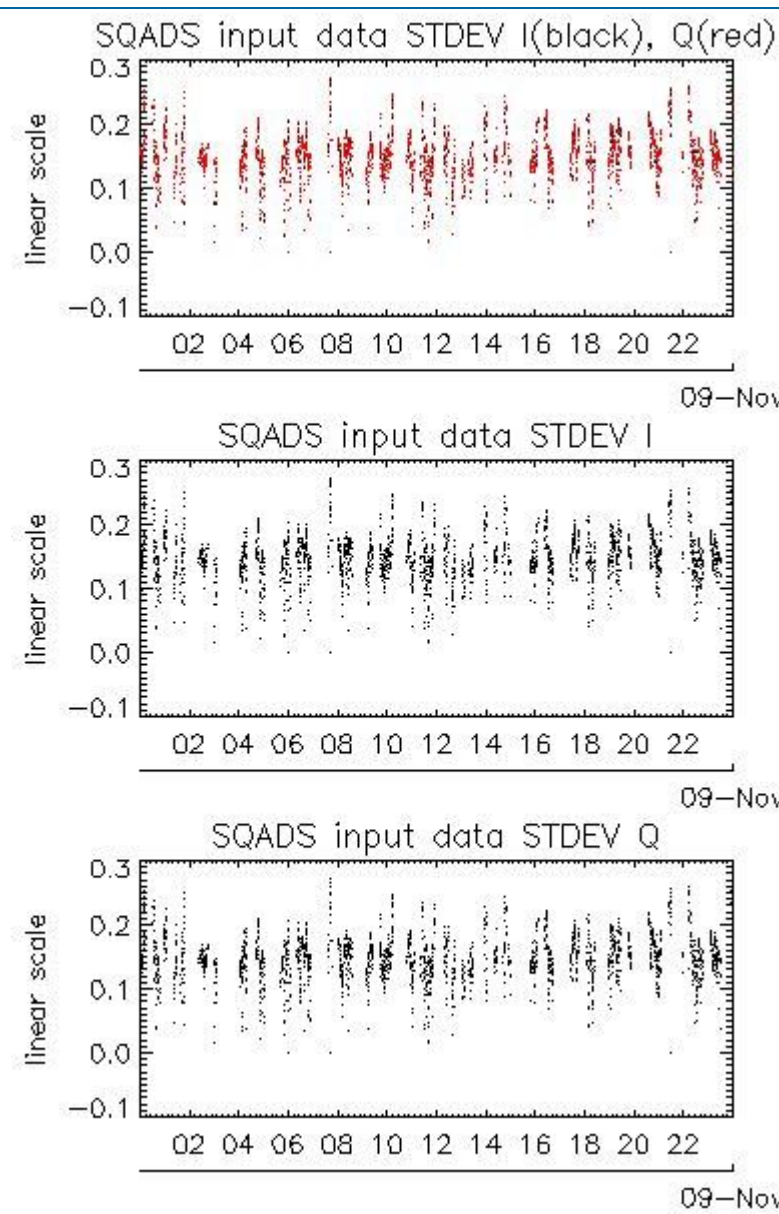 SQADS input data STDEV I(black), Q(red)
0.3
0.2
0.1
0.0
−0.1
linear scale
02 04 06 08 10 12 14 16 18 20 22
09−Nov
SQADS input data STDEV I
0.3
0.2
0.1
0.0
−0.1
linear scale
02 04 06 08 10 12 14 16 18 20 22
09−Nov
SQADS input data STDEV Q
0.3
0.2
0.1
0.0
−0.1
linear scale
02 04 06 08 10 12 14 16 18 20 22
09−Nov